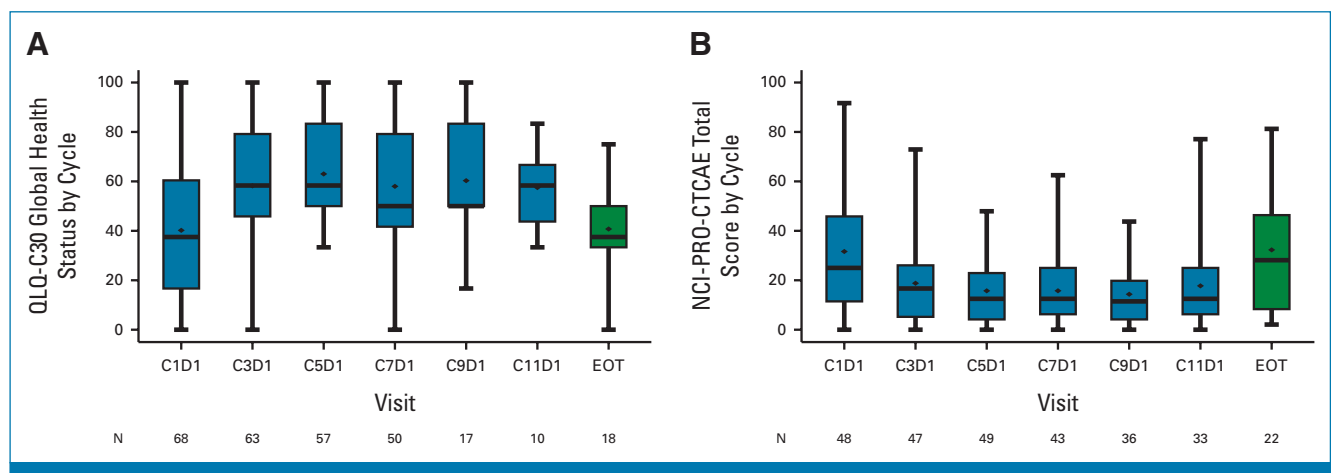 A
QLQ-C30 Global Health
Status by Cycle
100
80
60
40
20
0
C1D1 C3D1 C5D1 C7D1 C9D1 C11D1 EOT
Visit
N 68 63 57 50 17 10 18
B
NCI-PRO-CTCAE Total
Score by Cycle
100
80
60
40
20
0
C1D1 C3D1 C5D1 C7D1 C9D1 C11D1 EOT
Visit
N 48 47 49 43 36 33 22